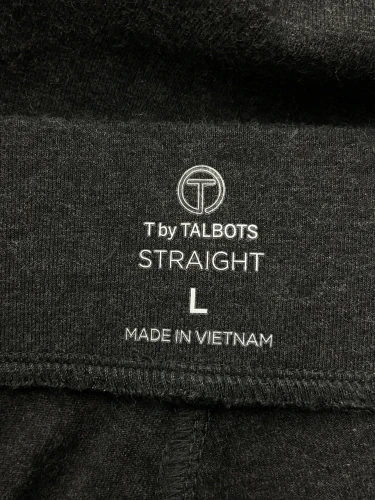 T
T by TALBOTS
STRAIGHT
L
MADE IN VIETNAM